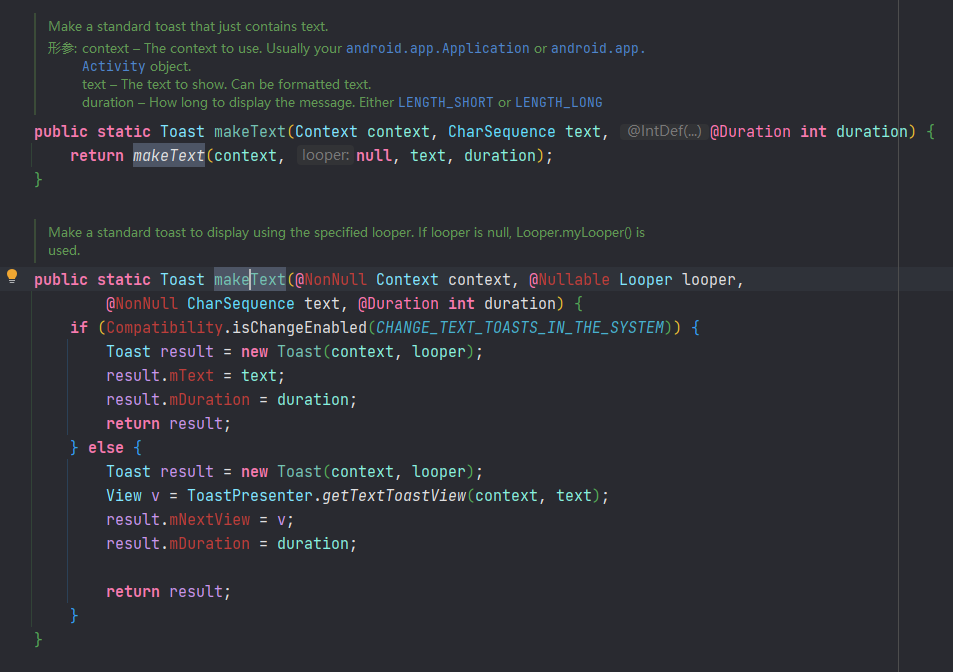 Make a standard toast that just contains text.
形参: context – The context to use. Usually your android.app.Application or android.app.
Activity object.
text – The text to show. Can be formatted text.
duration – How long to display the message. Either LENGTH_SHORT or LENGTH_LONG
public static Toast makeText(Context context, CharSequence text, @IntDef(...) @Duration int duration) {
return makeText(context, looper: null, text, duration);
}
Make a standard toast to display using the specified looper. If looper is null, Looper.myLooper() is
used.
public static Toast makeText(@NonNull Context context, @Nullable Looper looper,
@NonNull CharSequence text, @Duration int duration) {
if (Compatibility.isChangeEnabled(CHANGE_TEXT_TOASTS_IN_THE_SYSTEM)) {
Toast result = new Toast(context, looper);
result.mText = text;
result.mDuration = duration;
return result;
} else {
Toast result = new Toast(context, looper);
View v = ToastPresenter.getTextToastView(context, text);
result.mNextView = v;
result.mDuration = duration;
return result;
}
}